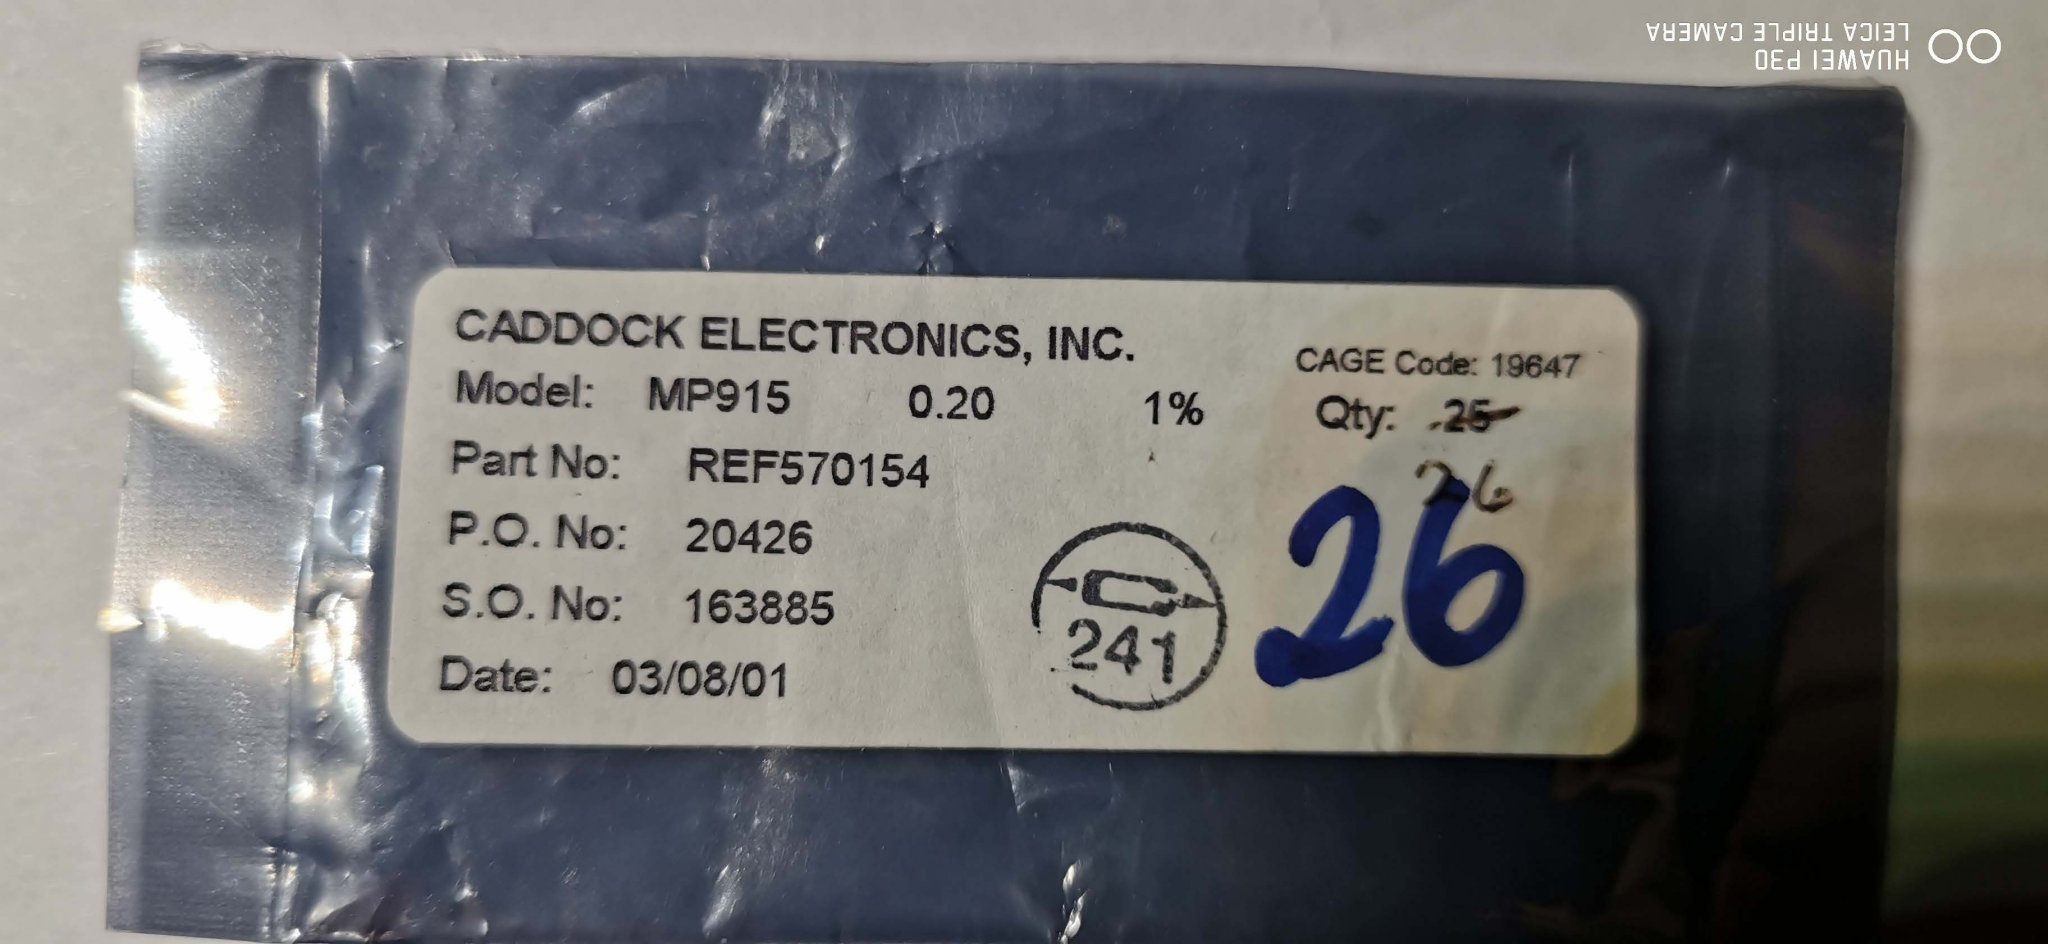 HUAWEI P30
LEICA TRIPLE CAMERA
CADDOCK ELECTRONICS, INC.
CAGE Code: 19647
Model: MP915 0.20 1% Qty: 25
26
Part No: REF570154
P.O. No: 20426
26
S.O. No: 163885
241
Date: 03/08/01